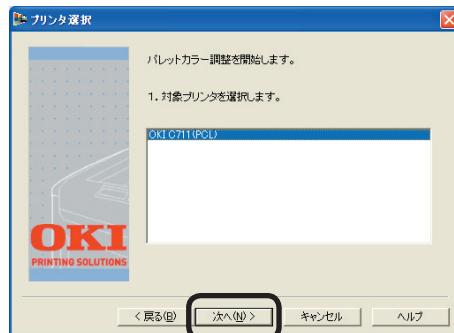 プリンタ選択
パレットカラー調整を開始します。
1. 対象プリンタを選択します。
OKI C711(PCL)
OKI
PRINTING SOLUTIONS
< 戻る(B)
次へ(N) >
キャンセル
ヘルプ